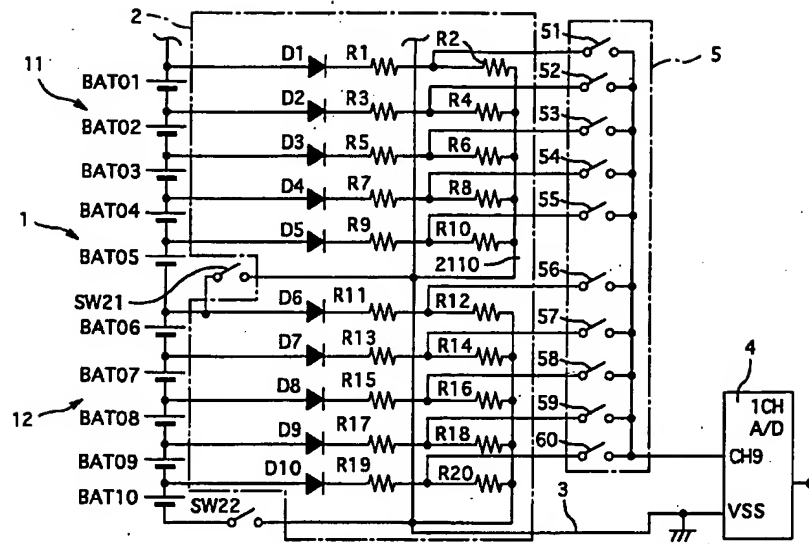 2
D1 R1 R2 51
5
11 BAT01 52
D2 R3 R4
BAT02 53
D3 R5 R6
BAT03 54
D4 R7 R8
BAT04 55
1 D5 R9 R10
BAT05 2110 56
SW21
D6 R11 R12
BAT06 57
D7 R13 R14
BAT07 58 4
12 D8 R15 R16 1CH
BAT08 59 A/D
D9 R17 R18
BAT09 60 CH9
D10 R19 R20
BAT10 SW22 3 VSS